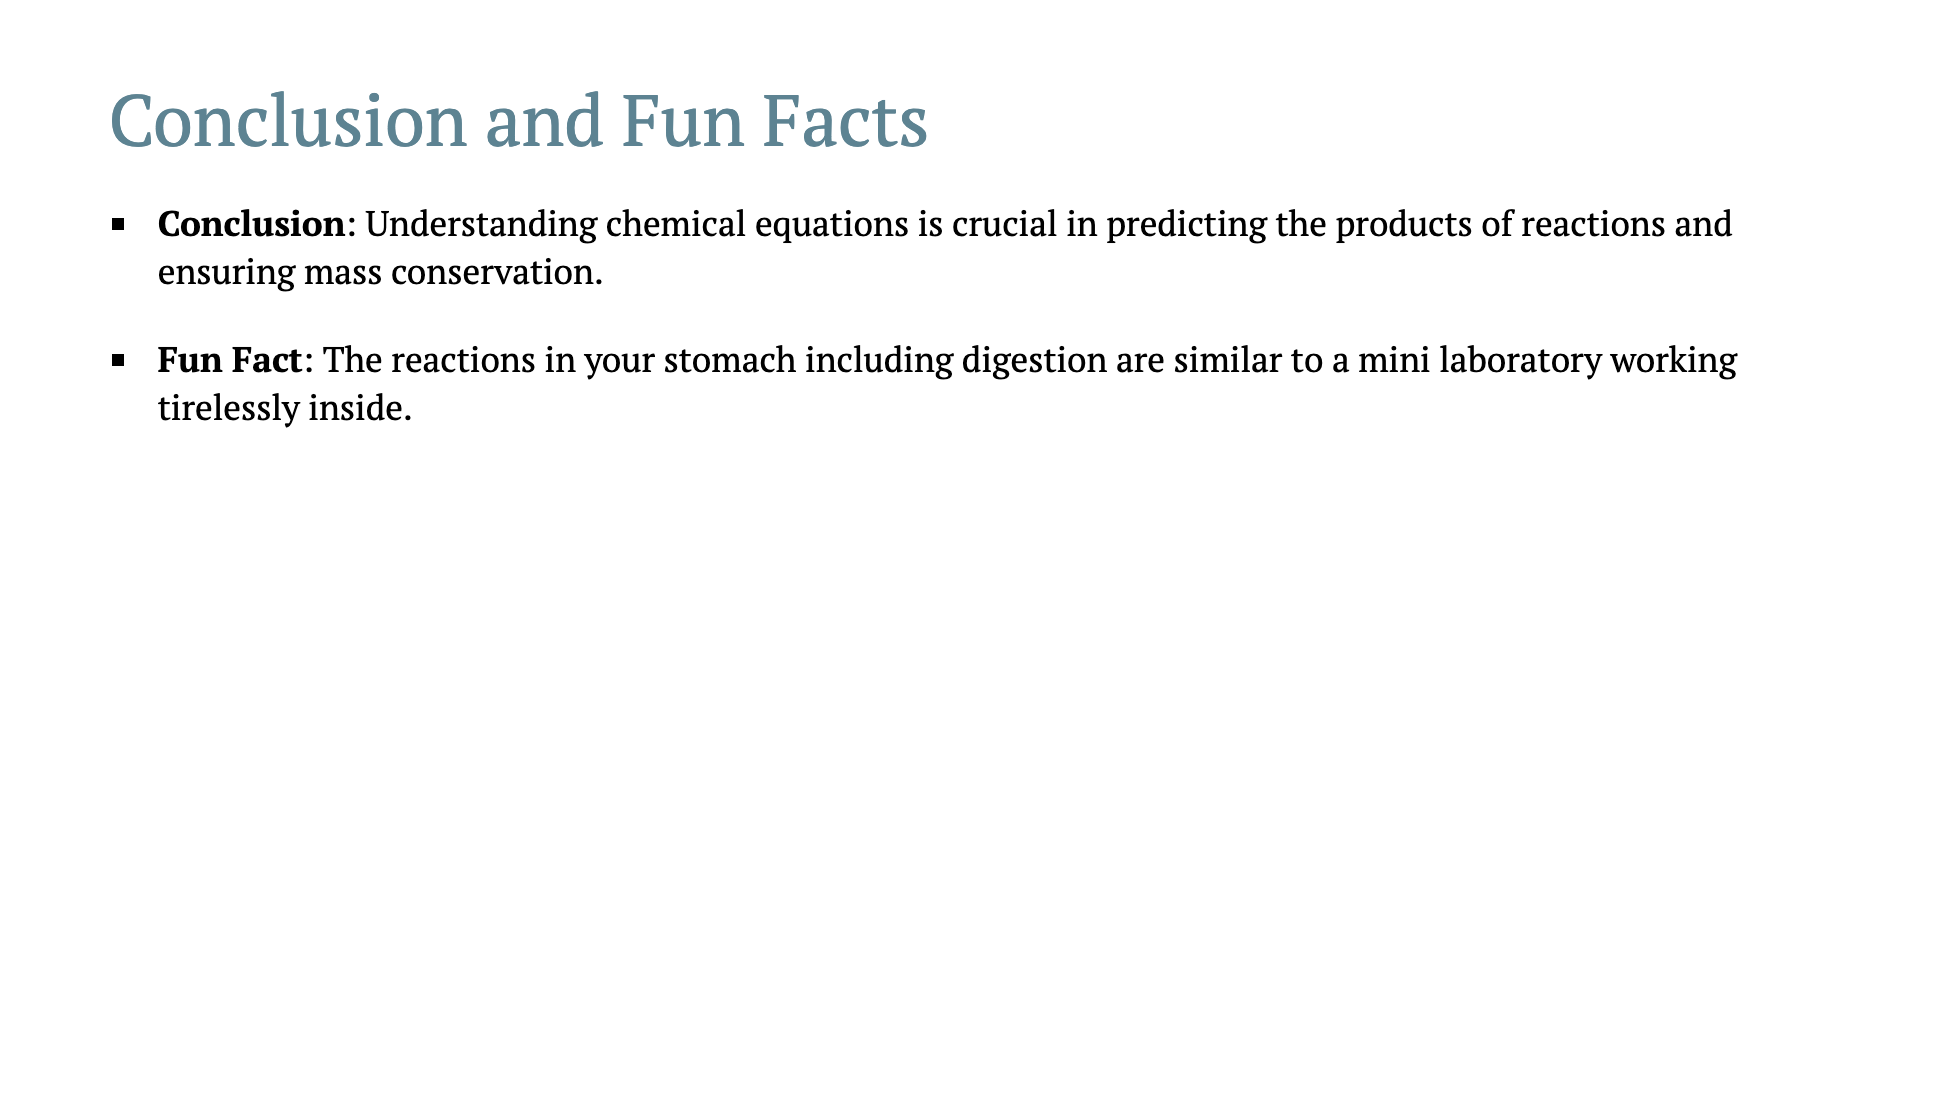 Conclusion and Fun Facts
▪ Conclusion: Understanding chemical equations is crucial in predicting the products of reactions and
ensuring mass conservation.
▪ Fun Fact: The reactions in your stomach including digestion are similar to a mini laboratory working
tirelessly inside.